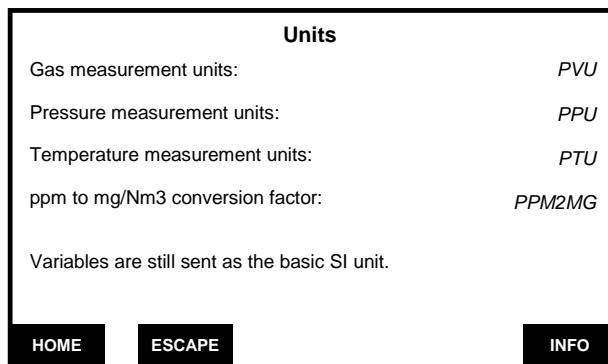 Units
Gas measurement units: PVU
Pressure measurement units: PPU
Temperature measurement units: PTU
ppm to mg/Nm3 conversion factor: PPM2MG
Variables are still sent as the basic SI unit.
HOME ESCAPE INFO